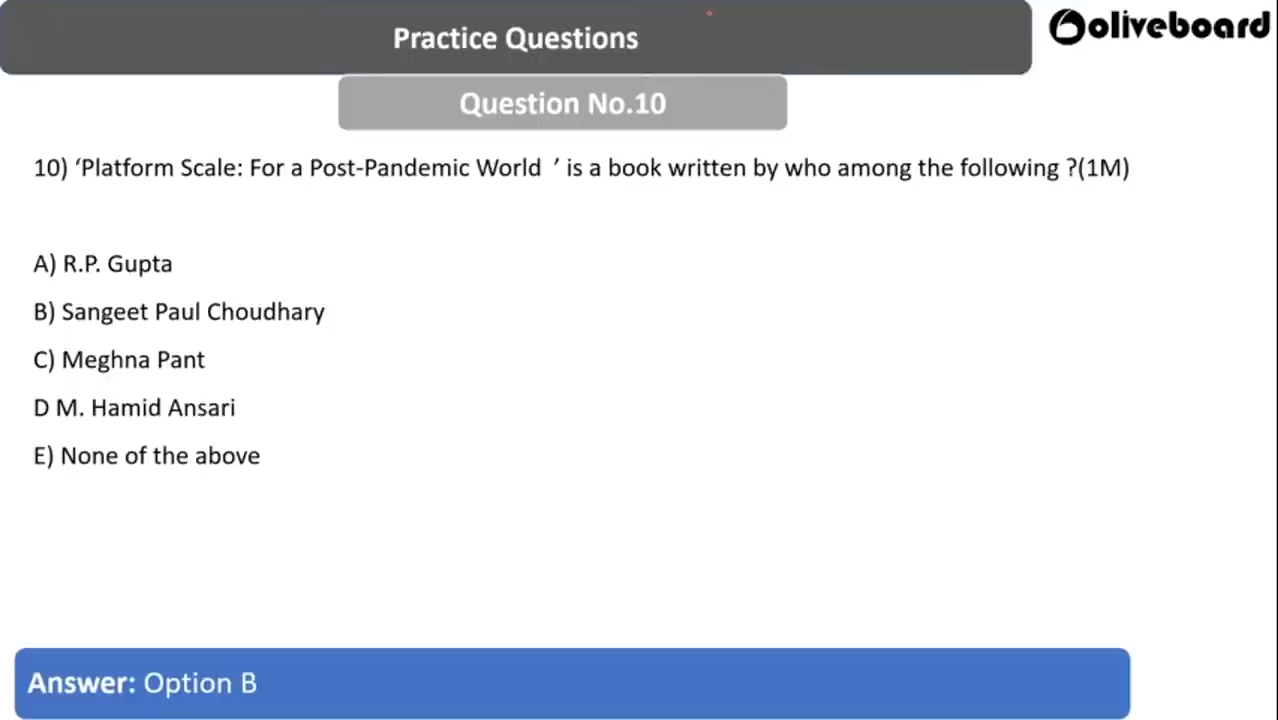 Practice Questions
oliveboard
Question No.10
10) ‘Platform Scale: For a Post-Pandemic World ’ is a book written by who among the following ?(1M)
A) R.P. Gupta
B) Sangeet Paul Choudhary
C) Meghna Pant
D M. Hamid Ansari
E) None of the above
Answer: Option B